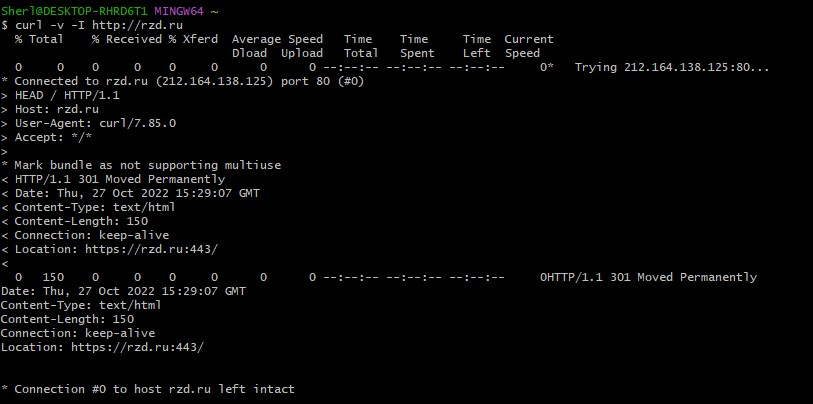 Sherl@DESKTOP-RHRD6T1 MINGW64 ~
$ curl -v -I http://rzd.ru
  % Total    % Received % Xferd  Average Speed   Time    Time     Time  Current
                                 Dload  Upload   Total   Spent    Left  Speed
  0     0    0     0    0     0      0      0 --:--:-- --:--:-- --:--:--     0*   Trying 212.164.138.125:80...
* Connected to rzd.ru (212.164.138.125) port 80 (#0)
> HEAD / HTTP/1.1
> Host: rzd.ru
> User-Agent: curl/7.85.0
> Accept: */*
>
* Mark bundle as not supporting multiuse
< HTTP/1.1 301 Moved Permanently
< Date: Thu, 27 Oct 2022 15:29:07 GMT
< Content-Type: text/html
< Content-Length: 150
< Connection: keep-alive
< Location: https://rzd.ru:443/
<
  0   150    0     0    0     0      0      0 --:--:-- --:--:-- --:--:--     0HTTP/1.1 301 Moved Permanently
Date: Thu, 27 Oct 2022 15:29:07 GMT
Content-Type: text/html
Content-Length: 150
Connection: keep-alive
Location: https://rzd.ru:443/
* Connection #0 to host rzd.ru left intact